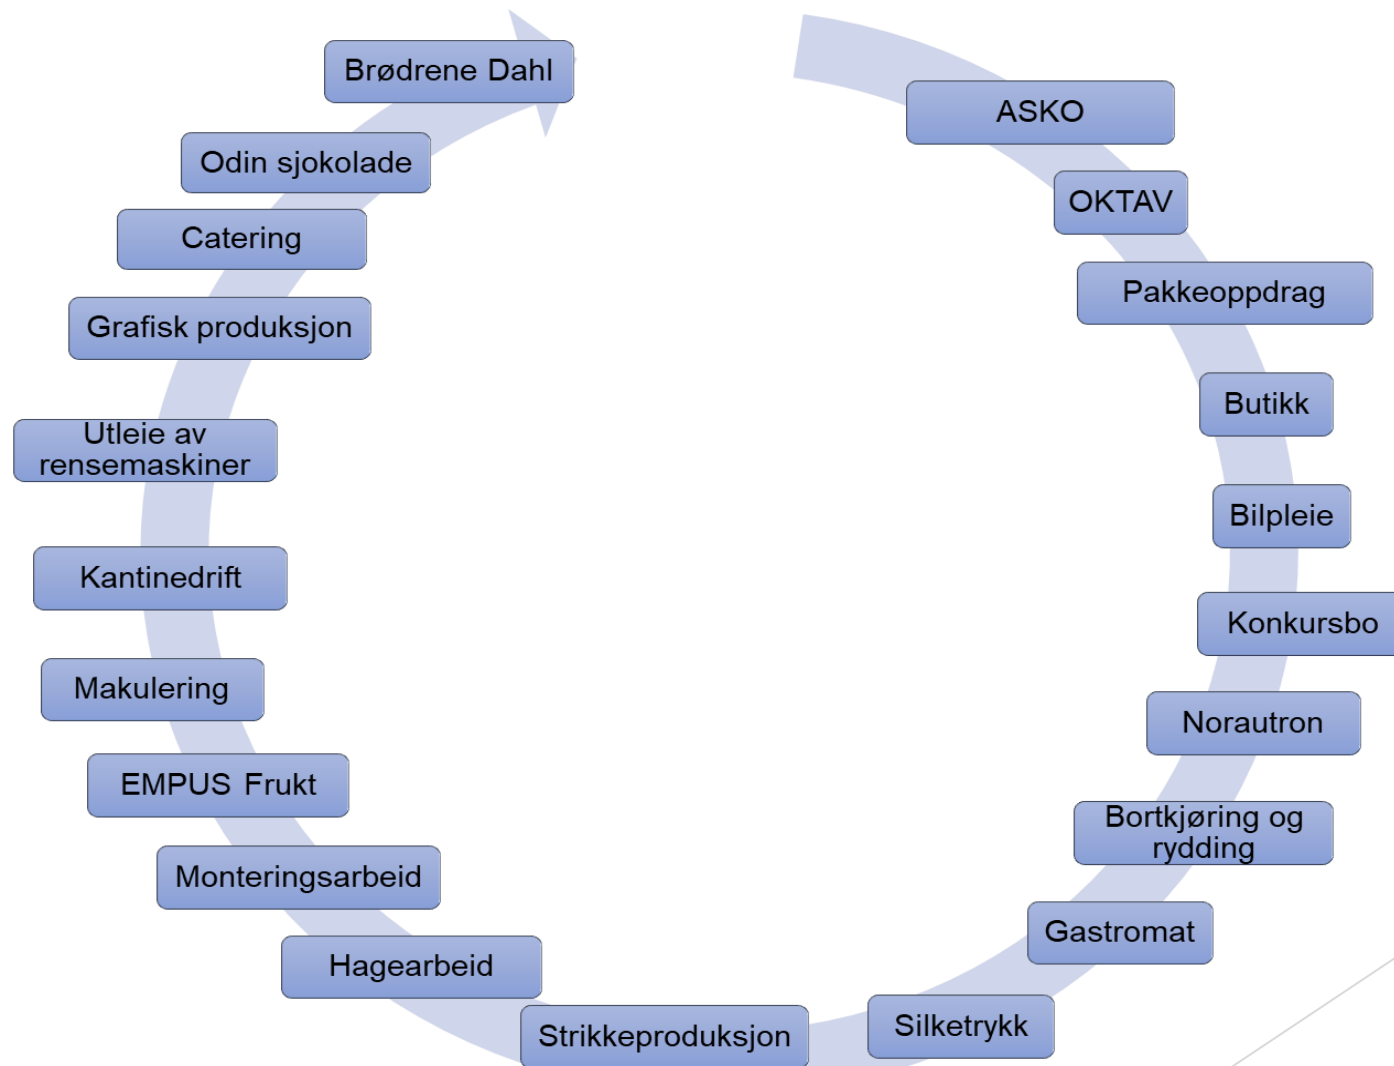 ASKO
OKTAV
Pakkeoppdrag
Butikk
Bilpleie
Konkursbo
Norautron
Bortkjøring og
rydding
Gastromat
Silketrykk
Strikkeproduksjon
Hagearbeid
Monteringsarbeid
EMPUS Frukt
Makulering
Kantinedrift
Utleie av
rensemaskiner
Grafisk produksjon
Catering
Odin sjokolade
Brødrene Dahl